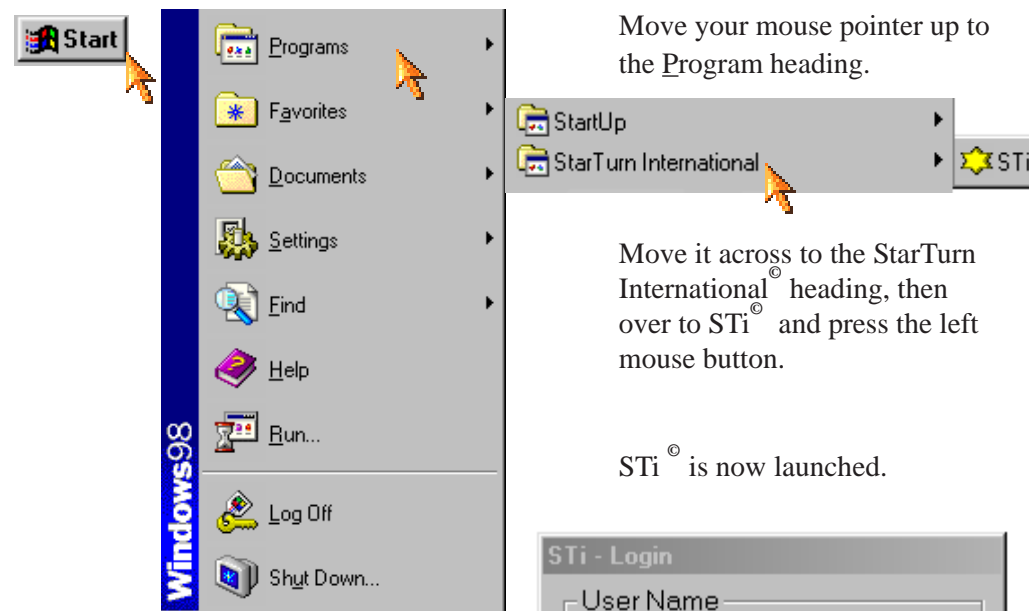 Start
Programs
Favorites
Documents
Settings
Find
Help
Run...
Log Off
Shut Down...
Windows98
Move your mouse pointer up to
the Program heading.
StartUp
StarTurn International
STi
Move it across to the StarTurn
International© heading, then
over to STi© and press the left
mouse button.
STi © is now launched.
STi - Login
User Name